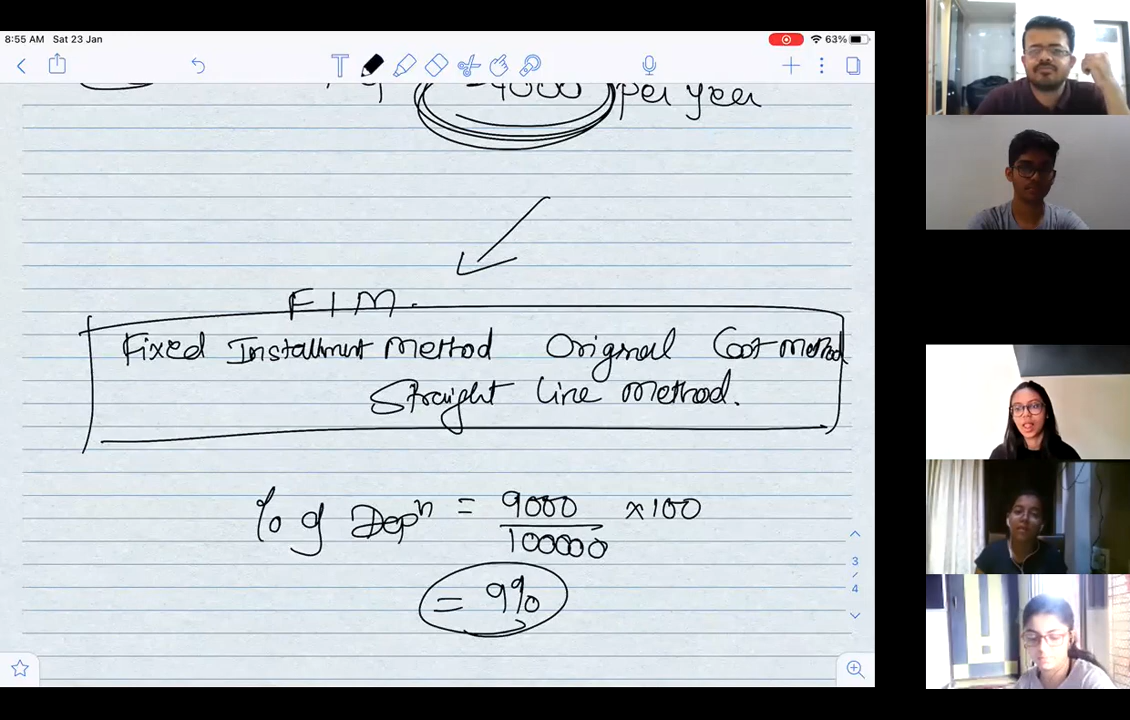 8:55 AM Sat 23 Jan
63%
T
9000 per year
F I M.
Fixed Installment Method Original Cost Method
Straight Line Method.
% of Depn = 9000 x100
100000
= 9%
3
/
4